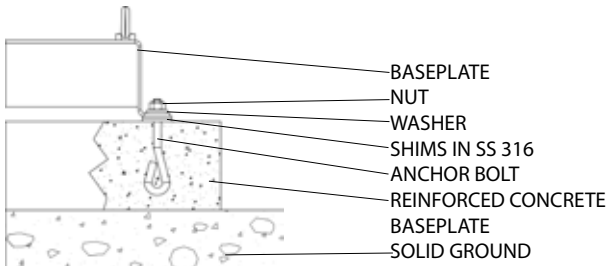 BASEPLATE
NUT
WASHER
SHIMS IN SS 316
ANCHOR BOLT
REINFORCED CONCRETE
BASEPLATE
SOLID GROUND